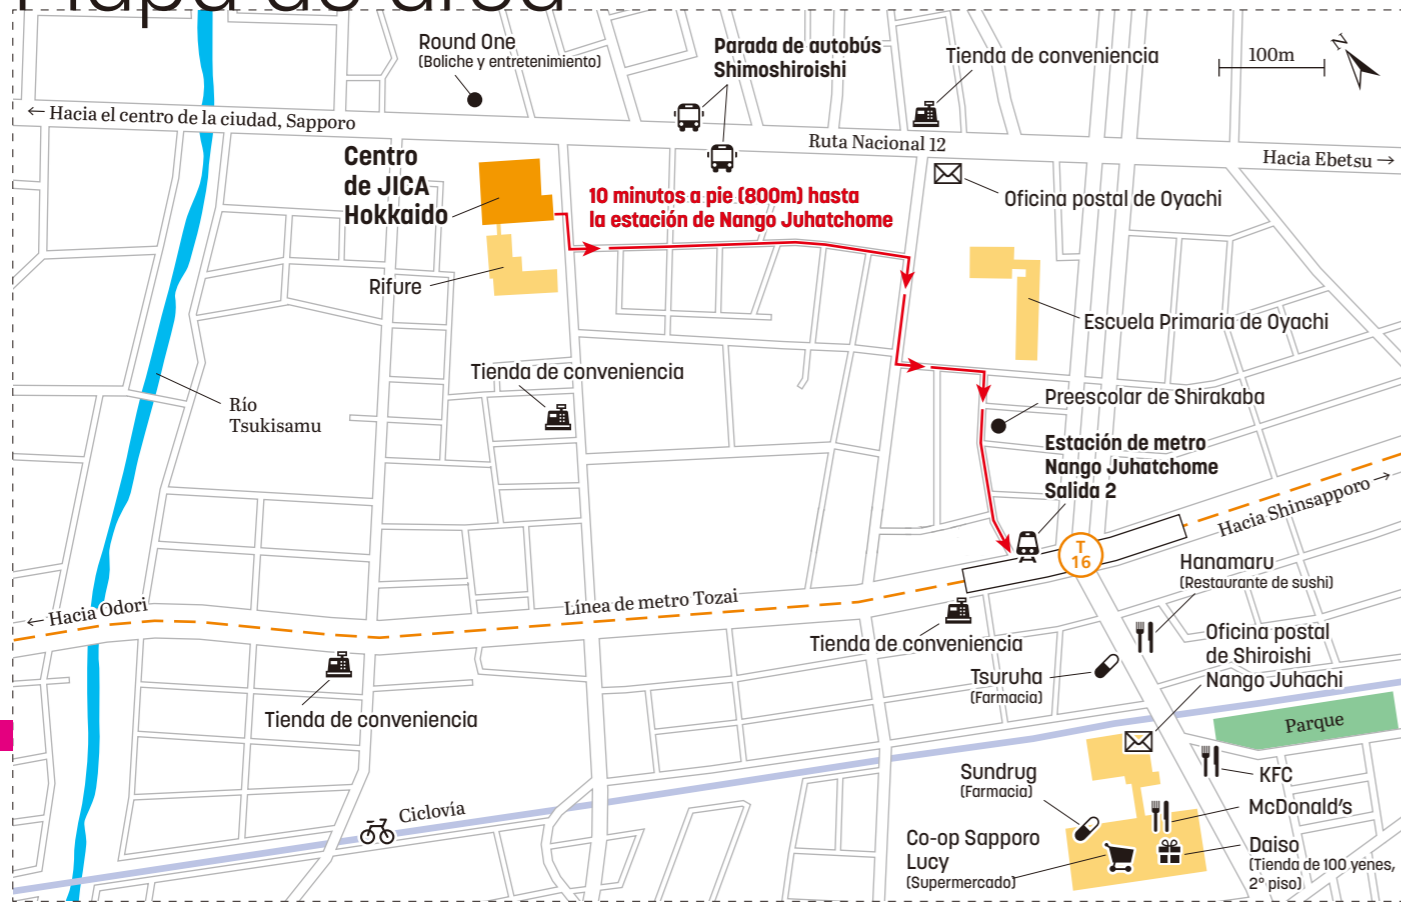 Mapa de área
Round One
(Boliche y entretenimiento)
Parada de autobús
Shimoshiroishi
Tienda de conveniencia
100m
N
← Hacia el centro de la ciudad, Sapporo
Ruta Nacional 12
Hacia Ebetsu →
Centro
de JICA
Hokkaido
10 minutos a pie (800m) hasta
la estación de Nango Juhatchome
Oficina postal de Oyachi
Rifure
Escuela Primaria de Oyachi
Tienda de conveniencia
Río
Tsukisamu
Preescolar de Shirakaba
Estación de metro
Nango Juhatchome
Salida 2
Hacia Shinsapporo →
T
16
Hanamaru
(Restaurante de sushi)
← Hacia Odori
Línea de metro Tozai
Tienda de conveniencia
Oficina postal
de Shiroishi
Nango Juhachi
Tsuruha
(Farmacia)
Tienda de conveniencia
Parque
Sundrug
(Farmacia)
KFC
McDonald's
Ciclovía
Co-op Sapporo
Lucy
(Supermercado)
Daiso
(Tienda de 100 yenes,
2° piso)